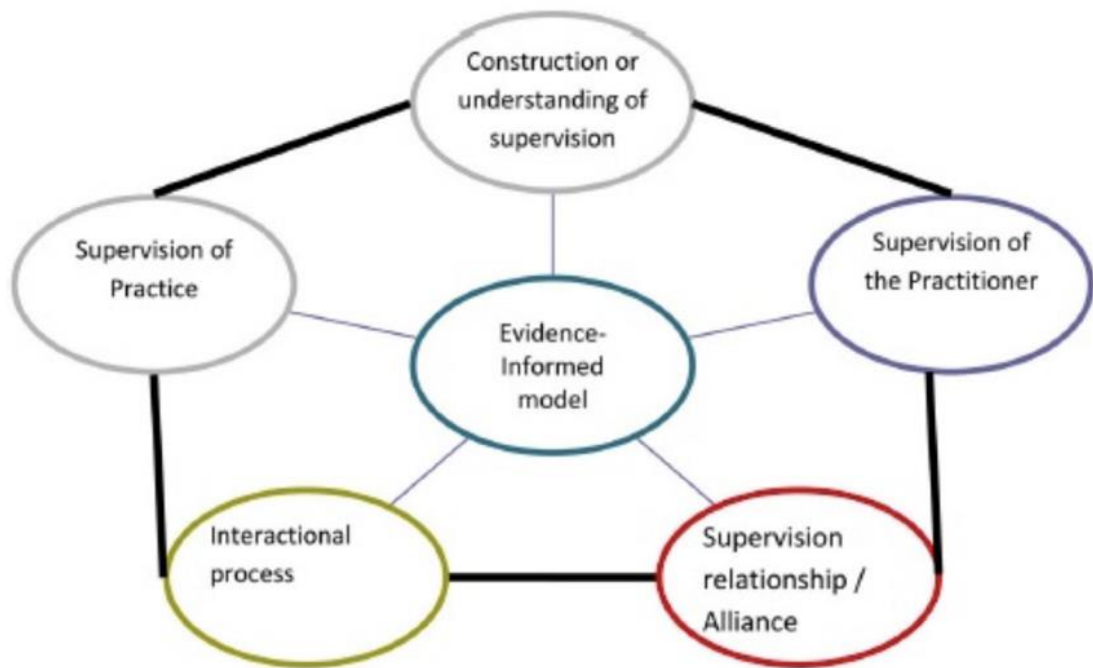 Construction or
understanding of
supervision
Supervision of
Practice
Supervision of
the Practitioner
Evidence-
Informed
model
Interactional
process
Supervision
relationship /
Alliance